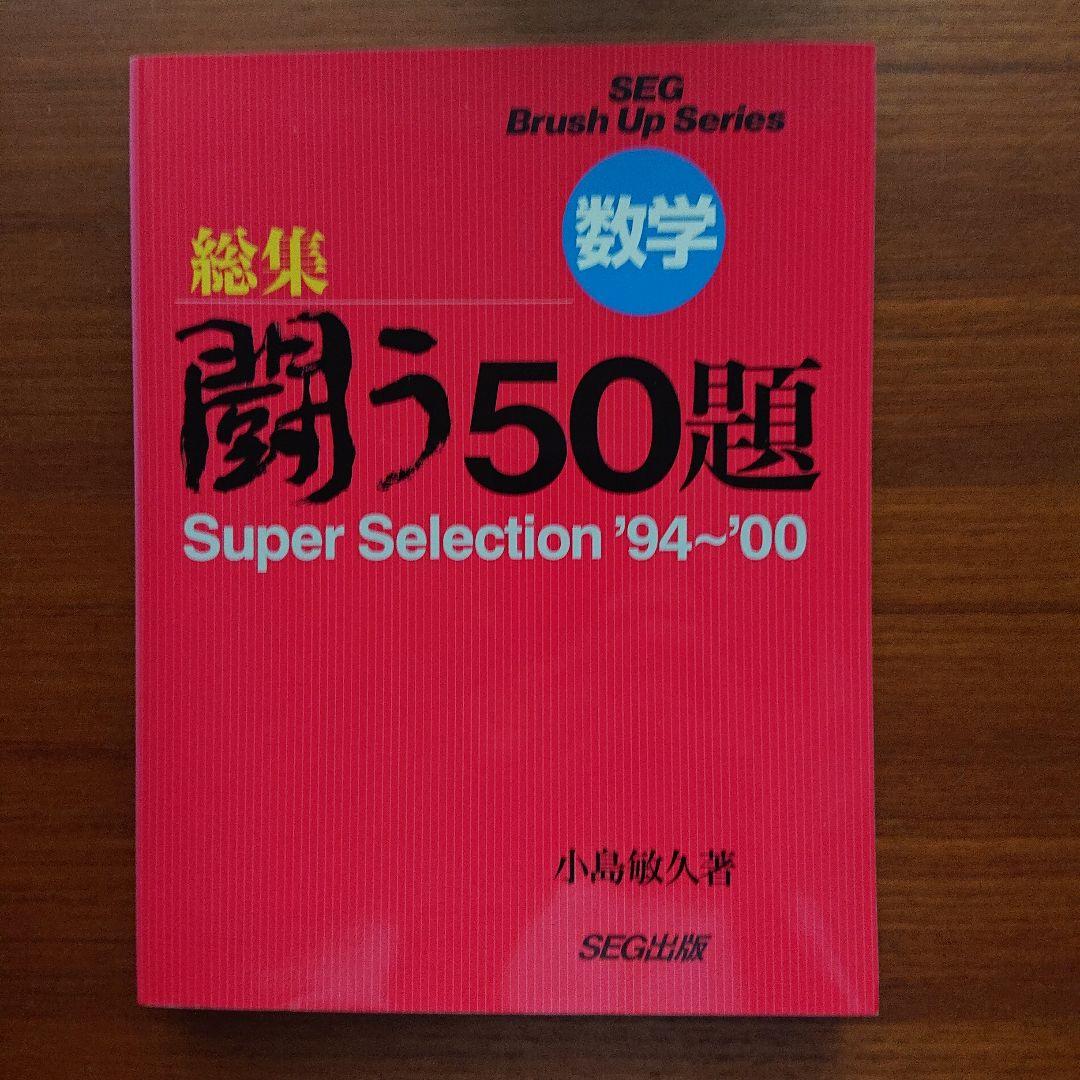 SEG
Brush Up Series
数学
総集
闘う50題
Super Selection ’94~’00
小島敏久著
SEG出版